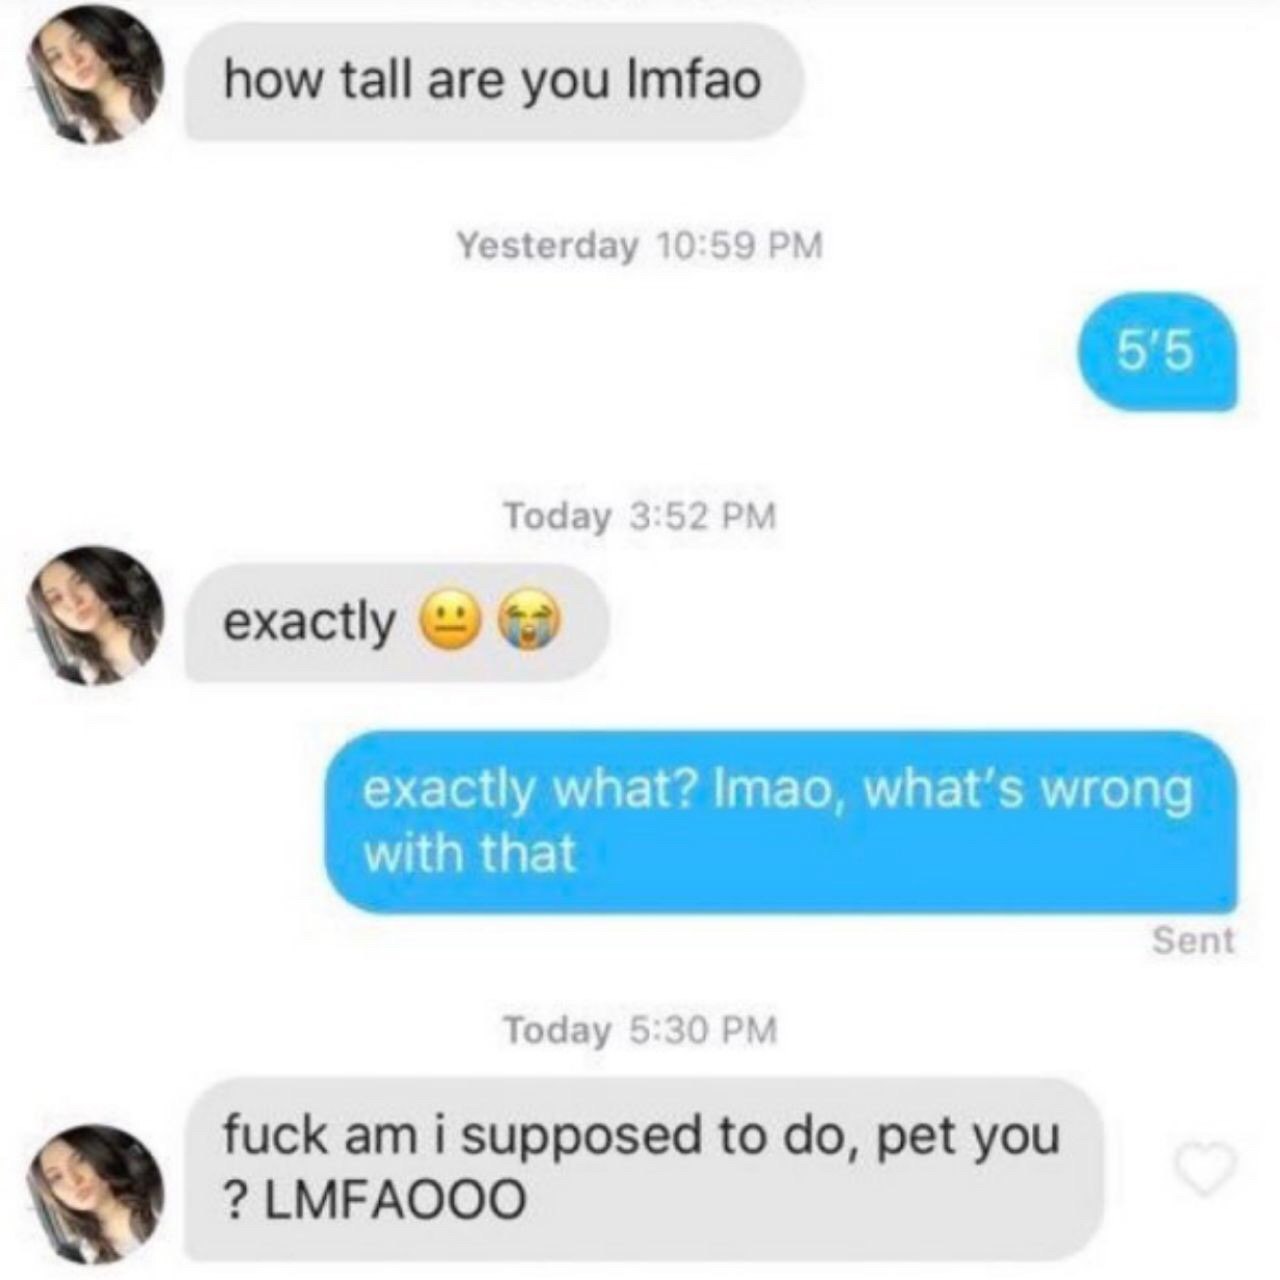 how tall are you lmfao
Yesterday 10:59 PM
5'5
Today 3:52 PM
exactly 😐😭
exactly what? lmao, what's wrong
with that
Sent
Today 5:30 PM
fuck am i supposed to do, pet you
? LMFAOOO